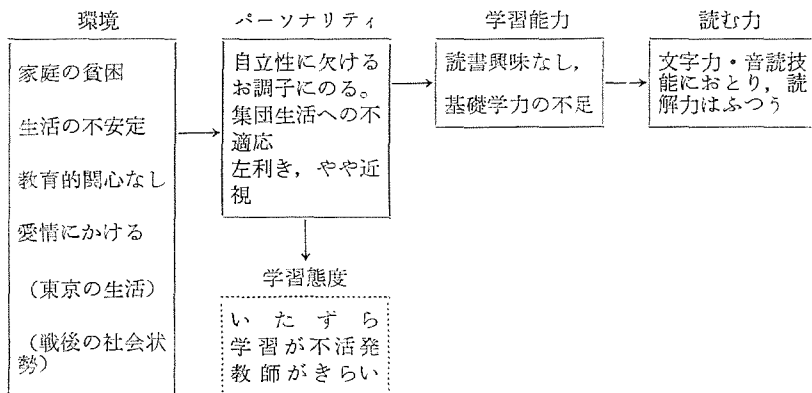 環境
家庭の貧困
生活の不安定
教育的関心なし
愛情にかける
（東京の生活）
（戦後の社会状
勢）
パーソナリティ
自立性に欠ける
お調子にのる。
集団生活への不
適応
左利き，やや近
視
学習態度
いたずら
学習が不活発
教師がきらい
学習能力
読書興味なし，
基礎学力の不足
読む力
文字力・音読技
能におとり，読
解力はふつう